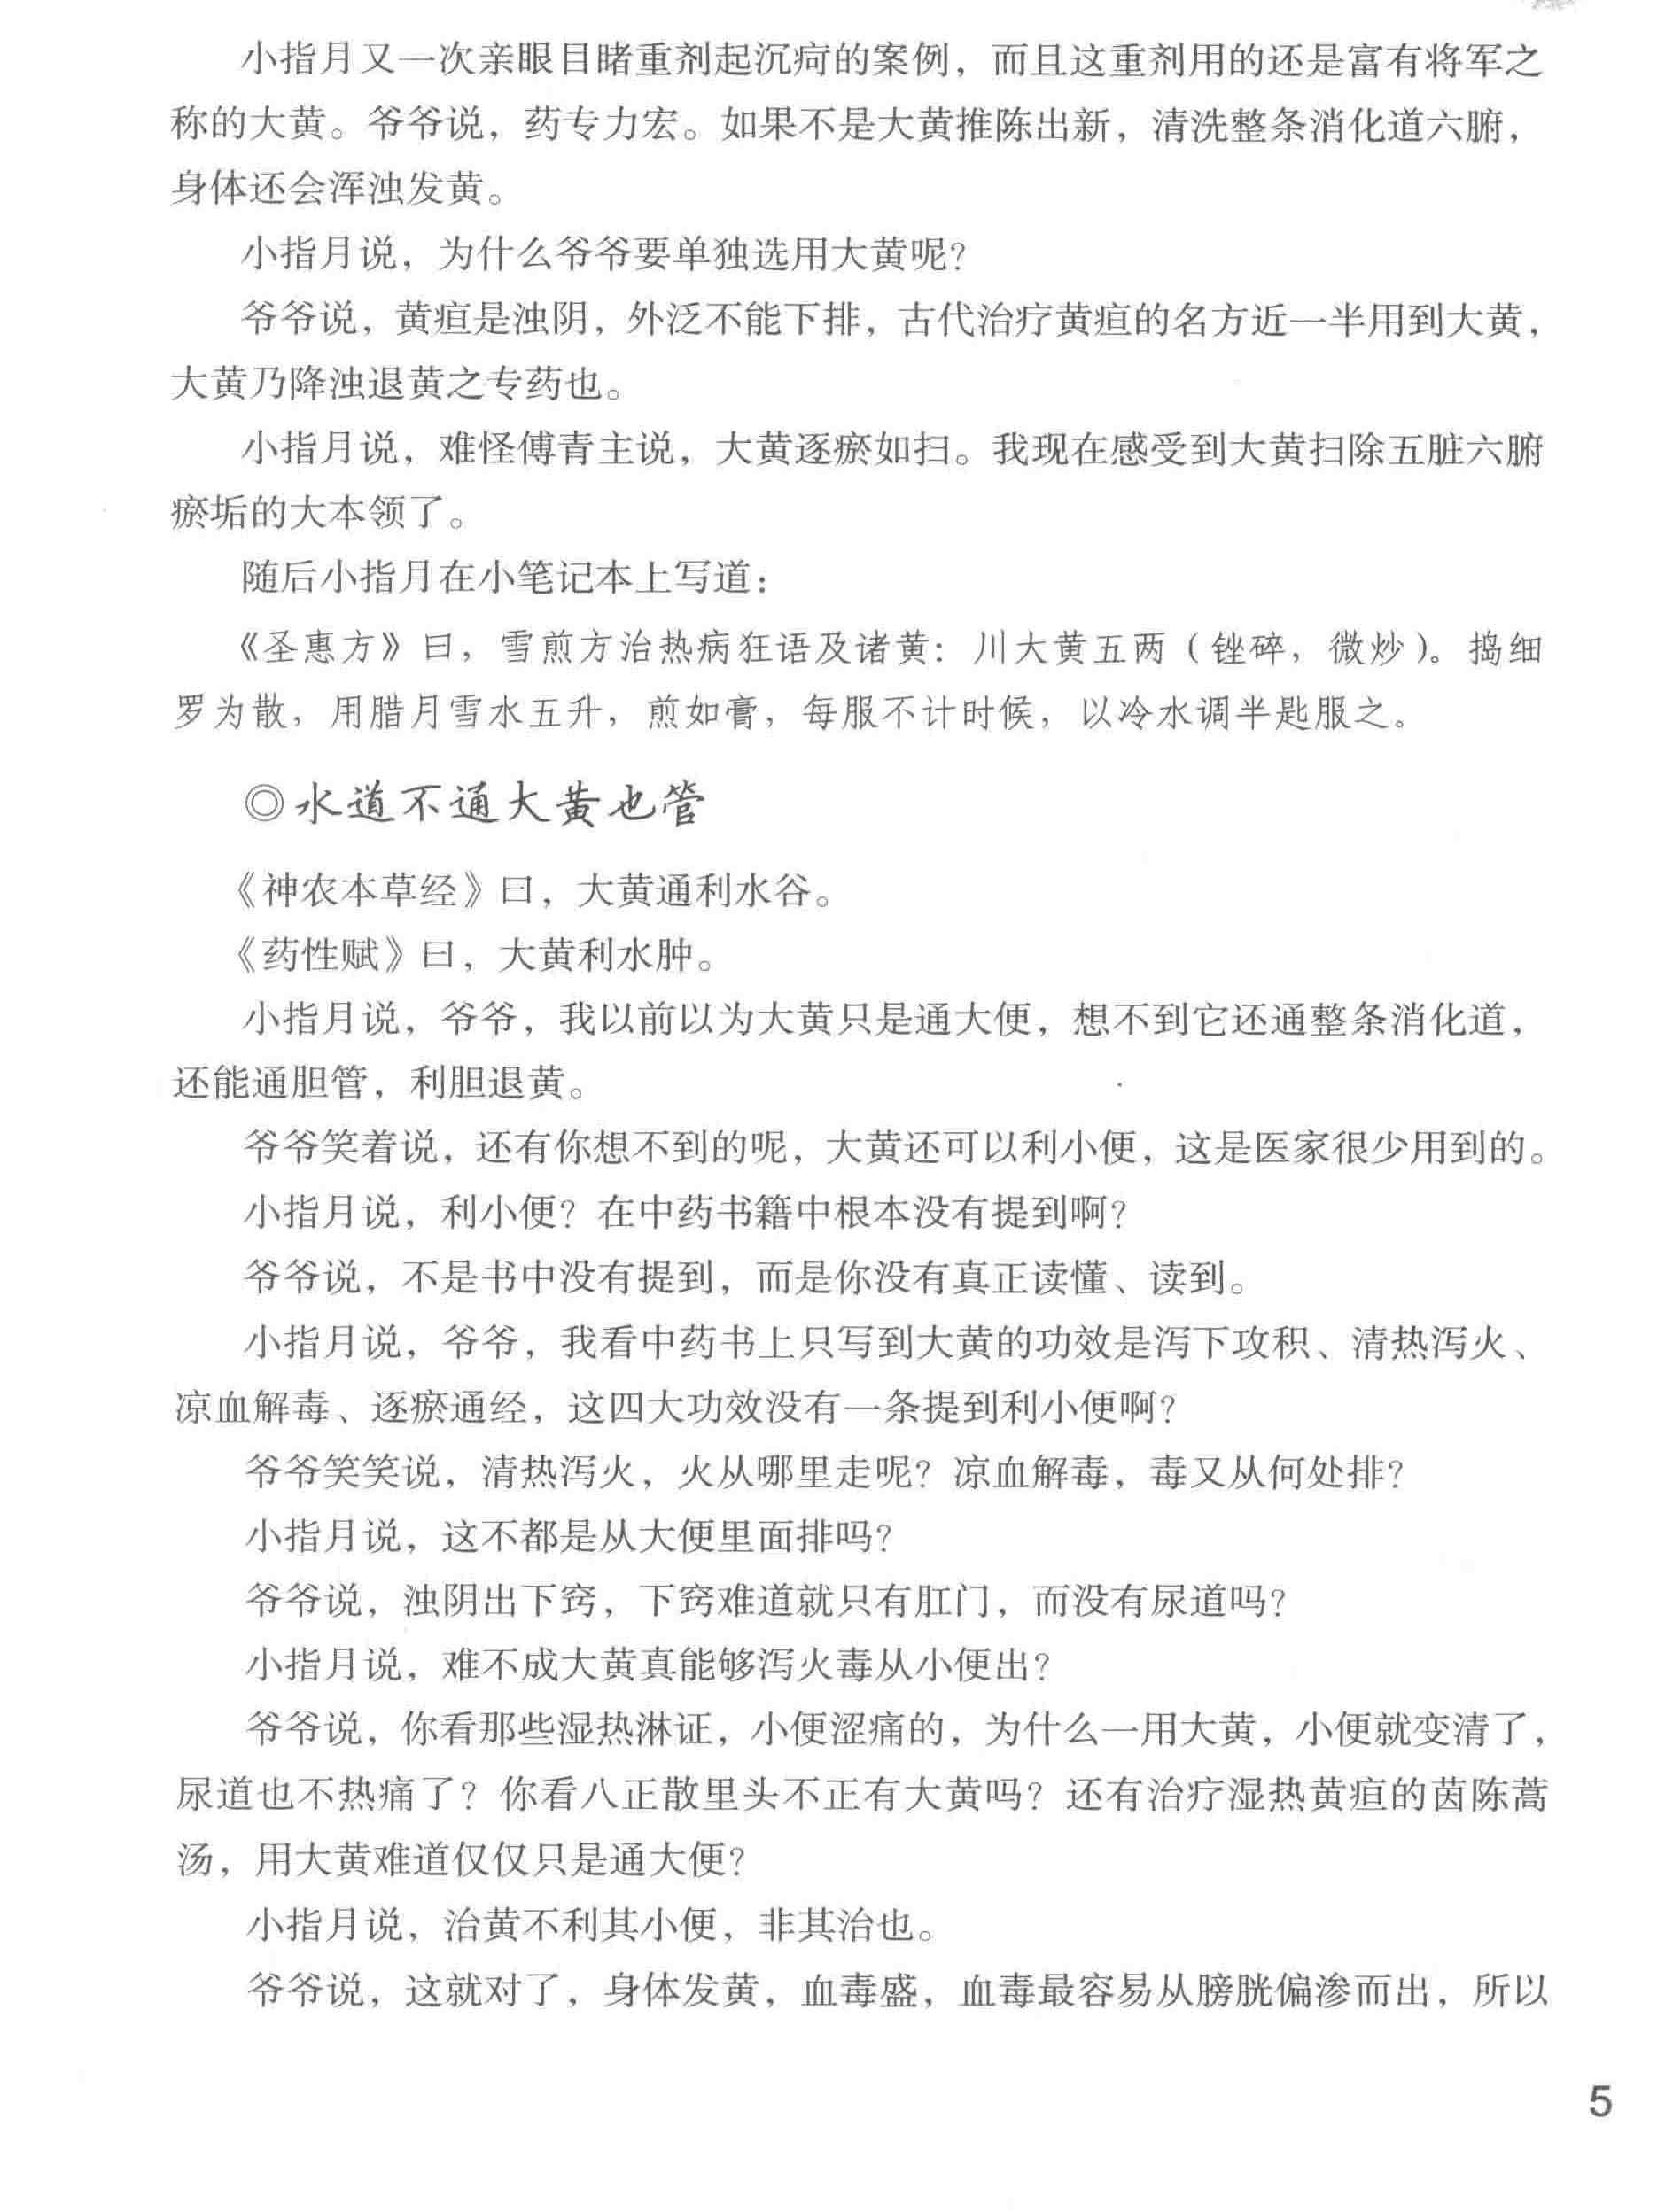 小指月又一次亲眼目睹重剂起沉疴的案例，而且这重剂用的还是富有将军之
称的大黄。爷爷说，药专力宏。如果不是大黄推陈出新，清洗整条消化道六腑，
身体还会浑浊发黄。
小指月说，为什么爷爷要单独选用大黄呢？
爷爷说，黄疸是浊阴，外泛不能下排，古代治疗黄疸的名方近一半用到大黄，
大黄乃降浊退黄之专药也。
小指月说，难怪傅青主说，大黄逐瘀如扫。我现在感受到大黄扫除五脏六腑
瘀垢的大本领了。
随后小指月在小笔记本上写道：
《圣惠方》曰，雪煎方治热病狂语及诸黄：川大黄五两（锉碎，微炒）。捣细
罗为散，用腊月雪水五升，煎如膏，每服不计时候，以冷水调半匙服之。
◎水道不通大黄也管
《神农本草经》曰，大黄通利水谷。
《药性赋》曰，大黄利水肿。
小指月说，爷爷，我以前以为大黄只是通大便，想不到它还通整条消化道，
还能通胆管，利胆退黄。
爷爷笑着说，还有你想不到的呢，大黄还可以利小便，这是医家很少用到的。
小指月说，利小便？在中药书籍中根本没有提到啊？
爷爷说，不是书中没有提到，而是你没有真正读懂、读到。
小指月说，爷爷，我看中药书上只写到大黄的功效是泻下攻积、清热泻火、
凉血解毒、逐瘀通经，这四大功效没有一条提到利小便啊？
爷爷笑笑说，清热泻火，火从哪里走呢？凉血解毒，毒又从何处排？
小指月说，这不都是从大便里面排吗？
爷爷说，浊阴出下窍，下窍难道就只有肛门，而没有尿道吗？
小指月说，难不成大黄真能够泻火毒从小便出？
爷爷说，你看那些湿热淋证，小便涩痛的，为什么一用大黄，小便就变清了，
尿道也不热痛了？你看八正散里头不正有大黄吗？还有治疗湿热黄疸的茵陈蒿
汤，用大黄难道仅仅只是通大便？
小指月说，治黄不利其小便，非其治也。
爷爷说，这就对了，身体发黄，血毒盛，血毒最容易从膀胱偏渗而出，所以
5